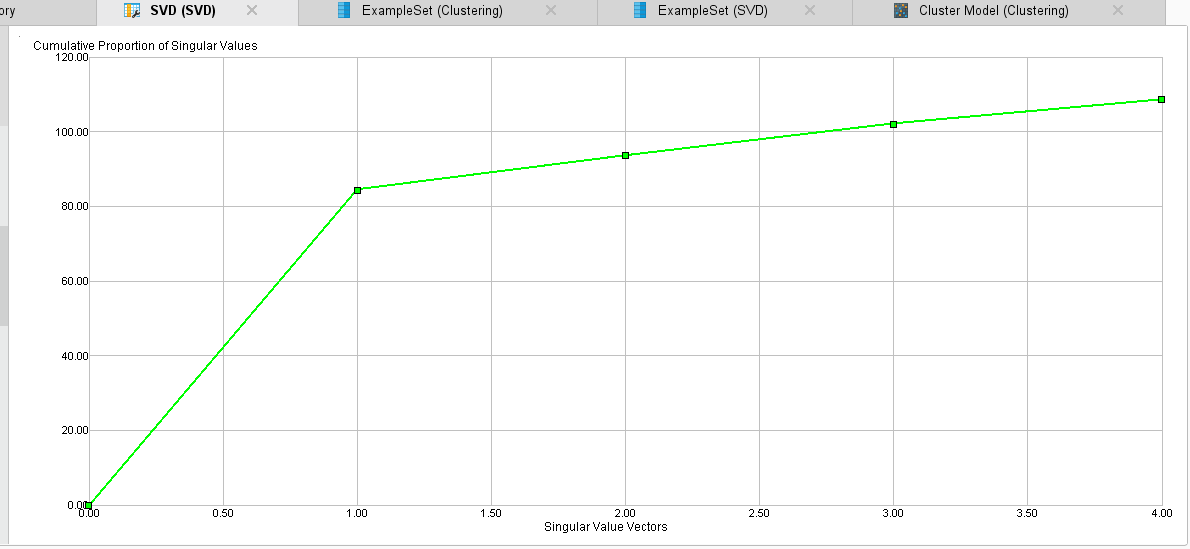 ory
SVD (SVD)
ExampleSet (Clustering)
ExampleSet (SVD)
Cluster Model (Clustering)
Cumulative Proportion of Singular Values
120.00
100.00
80.00
60.00
40.00
20.00
0.00
0.00 0.50 1.00 1.50 2.00 2.50 3.00 3.50 4.00
Singular Value Vectors